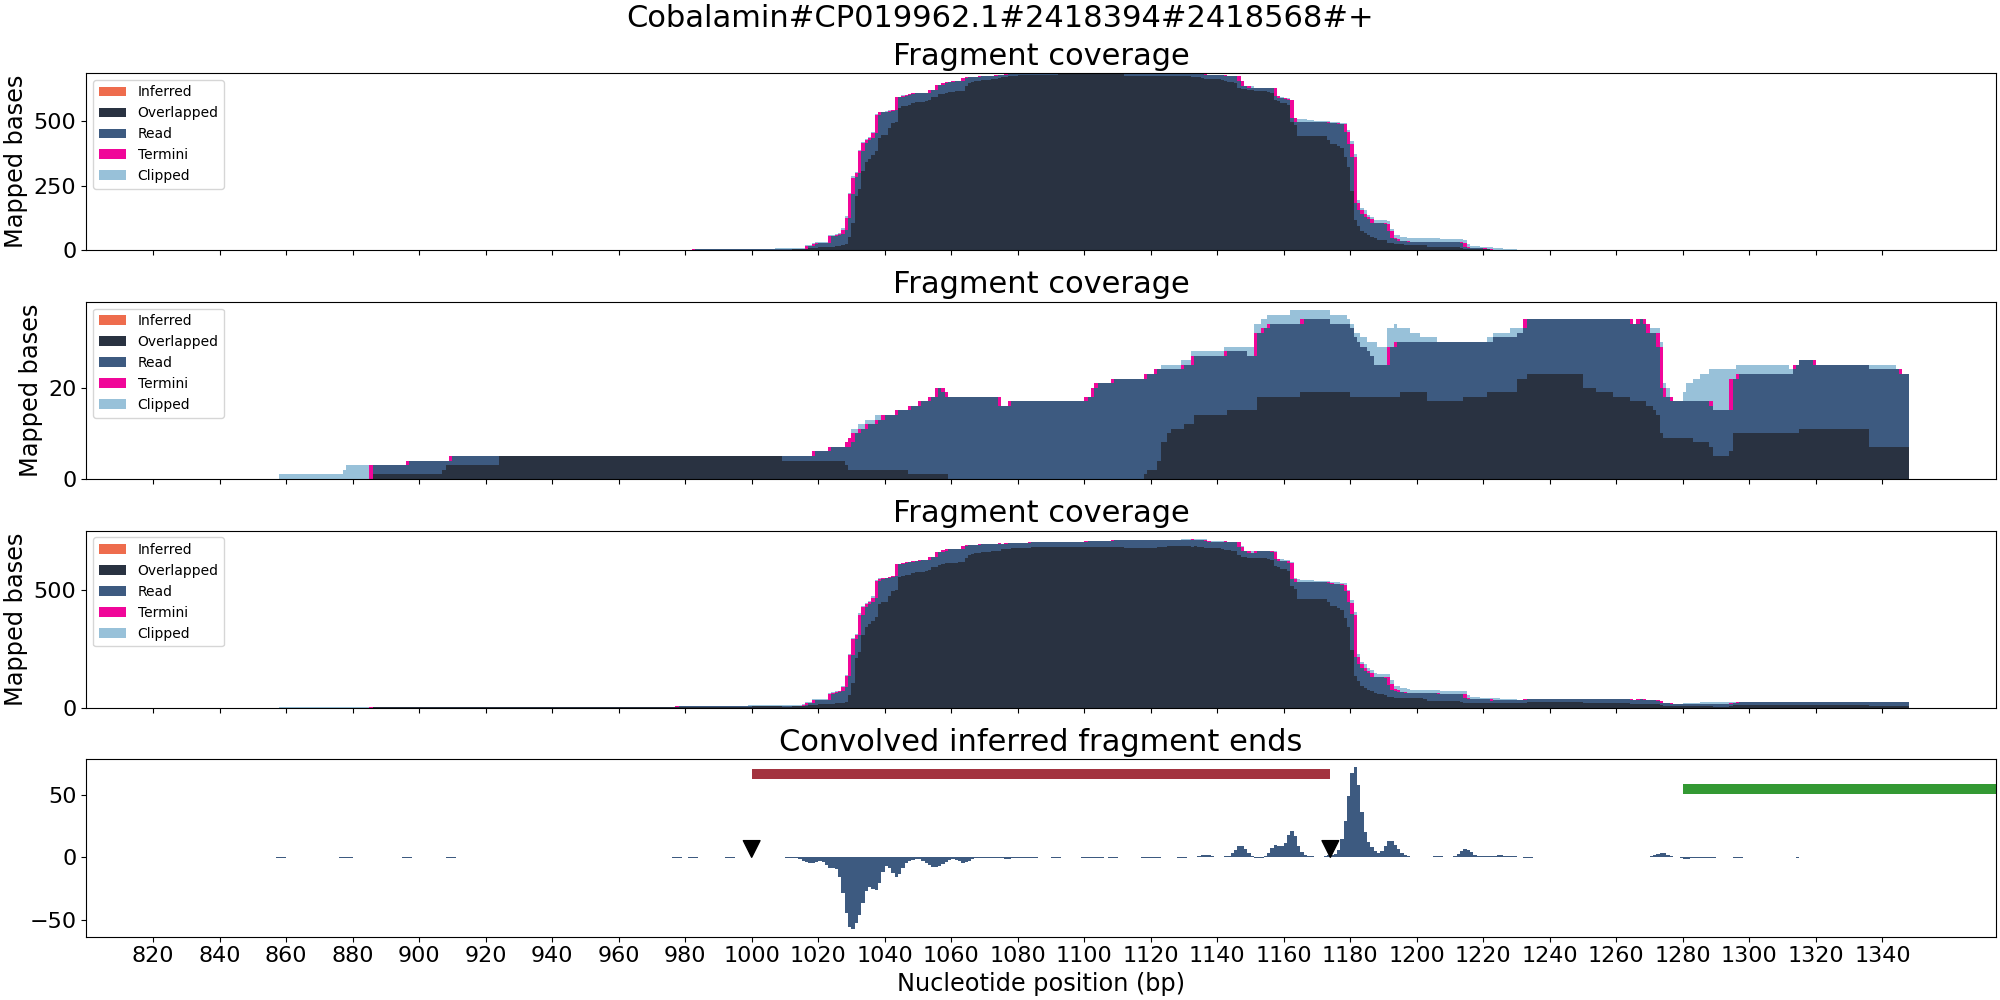 Cobalamin#CP019962.1#2418394#2418568#+
Fragment coverage
Mapped bases
500
250
0
Inferred
Overlapped
Read
Termini
Clipped
Fragment coverage
Mapped bases
20
0
Inferred
Overlapped
Read
Termini
Clipped
Fragment coverage
Mapped bases
500
0
Inferred
Overlapped
Read
Termini
Clipped
Convolved inferred fragment ends
50
0
−50
820 840 860 880 900 920 940 960 980 1000 1020 1040 1060 1080 1100 1120 1140 1160 1180 1200 1220 1240 1260 1280 1300 1320 1340
Nucleotide position (bp)